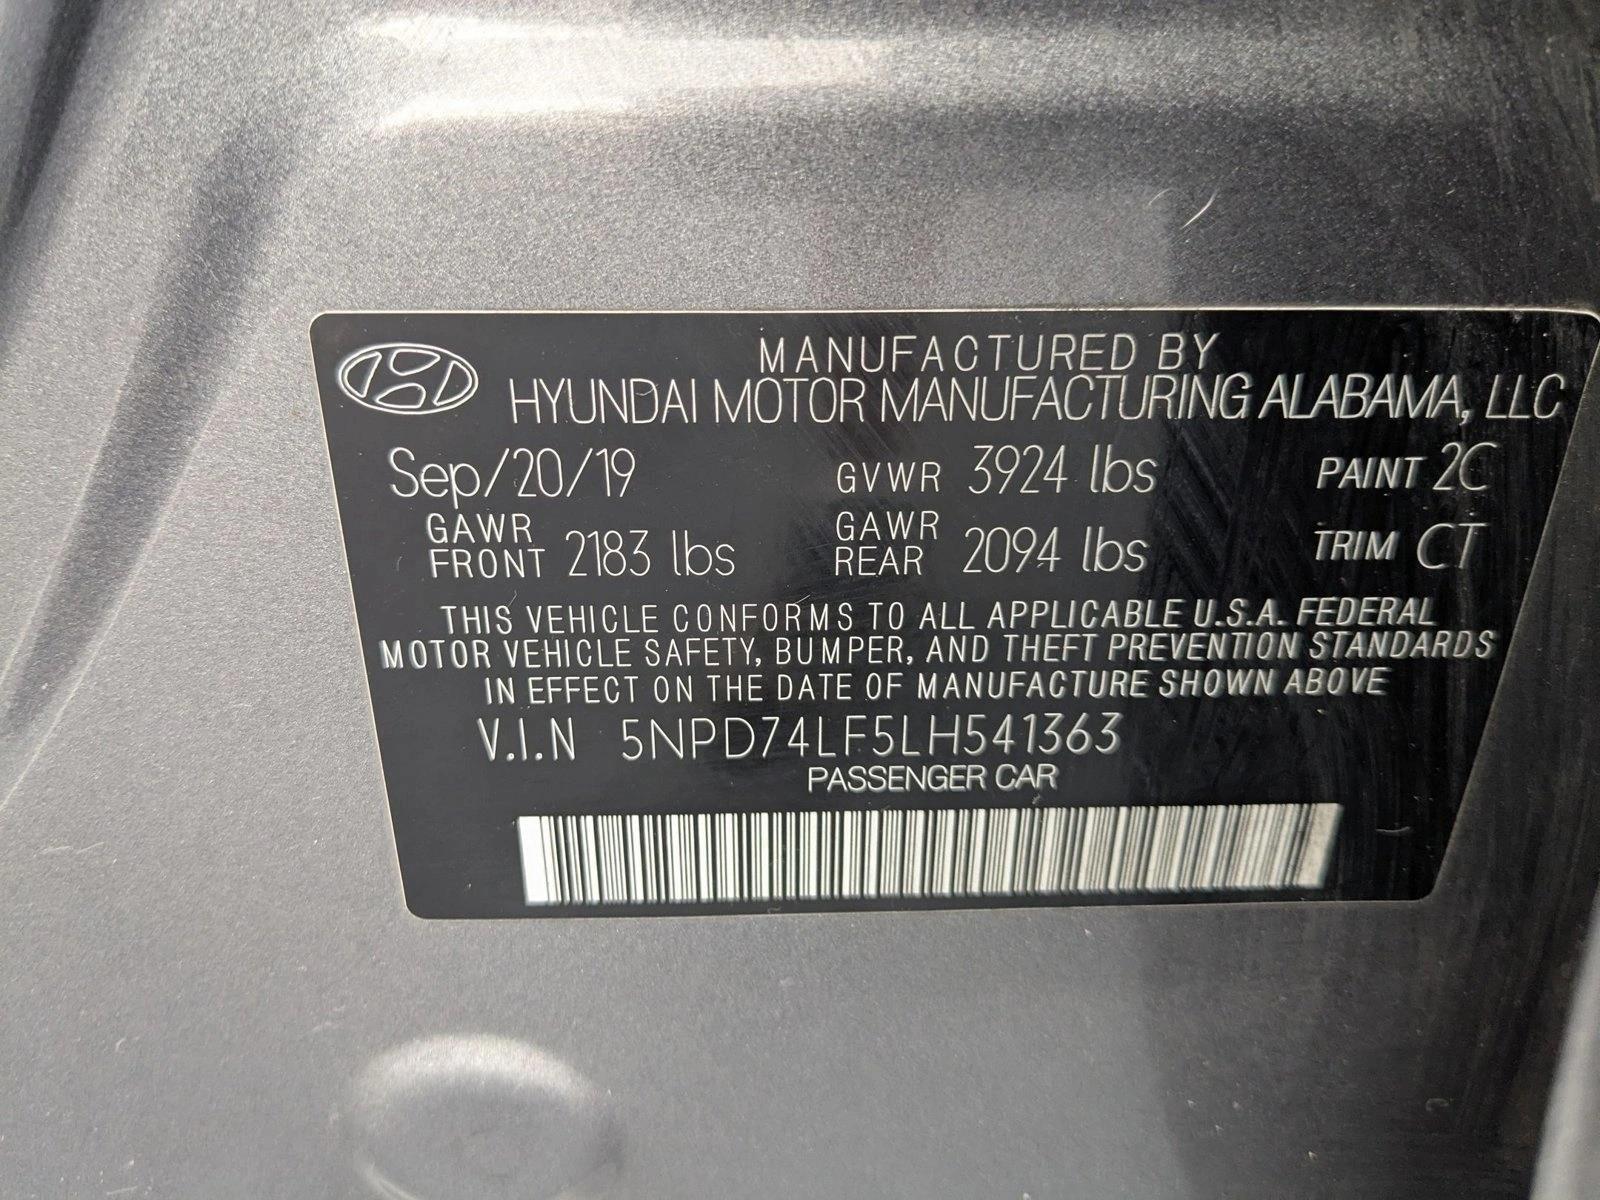 MANUFACTURED BY
HYUNDAI MOTOR MANUFACTURING ALABAMA, LLC
Sep/20/19 GVWR 3924 lbs PAINT 2C
GAWR FRONT 2183 lbs GAWR REAR 2094 lbs TRIM CT
THIS VEHICLE CONFORMS TO ALL APPLICABLE U.S.A. FEDERAL
MOTOR VEHICLE SAFETY, BUMPER, AND THEFT PREVENTION STANDARDS
IN EFFECT ON THE DATE OF MANUFACTURE SHOWN ABOVE
V.I.N 5NPD74LF5LH541363
PASSENGER CAR